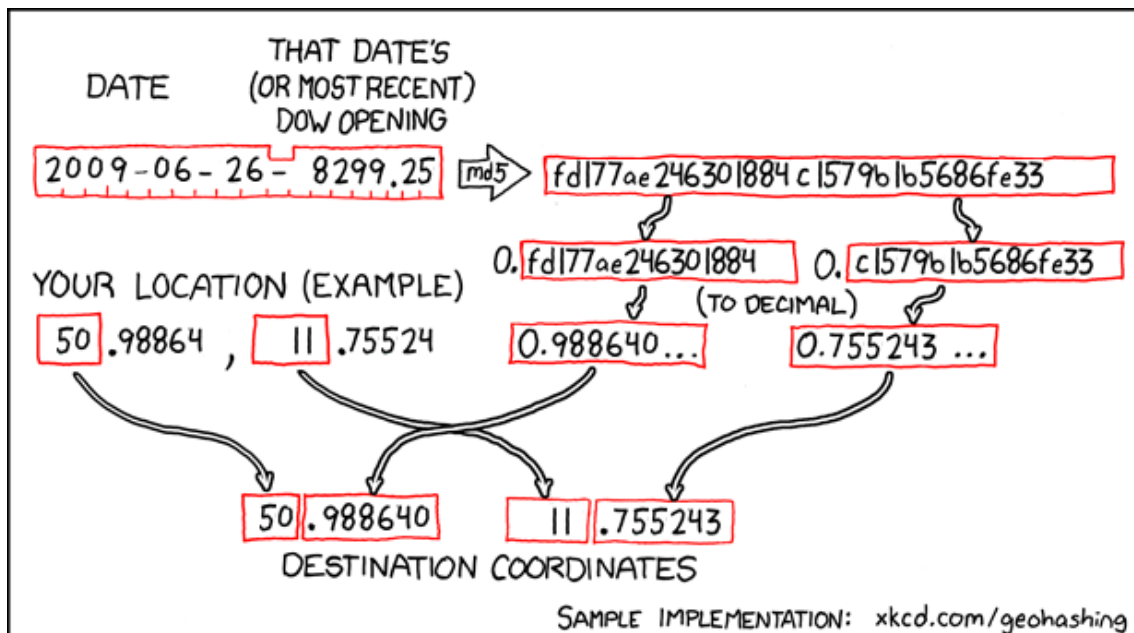 DATE
THAT DATE'S
(OR MOST RECENT)
DOW OPENING
2009-06-26-8299.25
md5
fd177ae246301884c1579b1b5686fe33
0.fd177ae246301884
0.c1579b1b5686fe33
YOUR LOCATION (EXAMPLE)
(TO DECIMAL)
50.98864, 11.75524
0.988640...
0.755243...
50.988640
11.755243
DESTINATION COORDINATES
SAMPLE IMPLEMENTATION: xkcd.com/geohashing